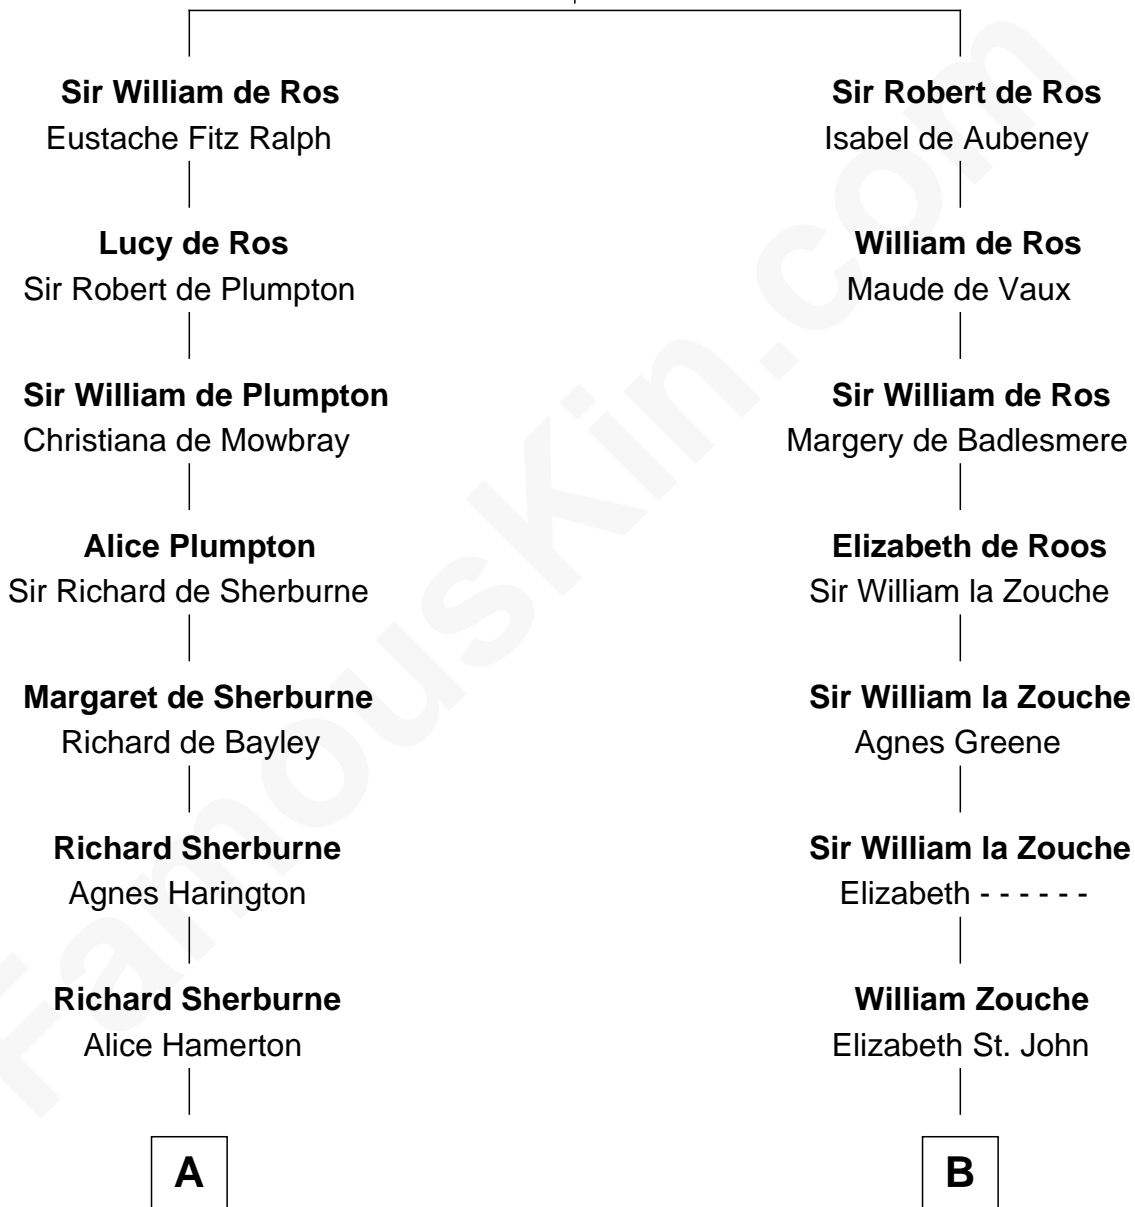 Sir William de Ros
Eustache Fitz Ralph
Lucy de Ros
Sir Robert de Plumpton
Sir William de Plumpton
Christiana de Mowbray
Alice Plumpton
Sir Richard de Sherburne
Margaret de Sherburne
Richard de Bayley
Richard Sherburne
Agnes Harington
Richard Sherburne
Alice Hamerton
A
Sir Robert de Ros
Isabel de Aubeney
William de Ros
Maude de Vaux
Sir William de Ros
Margery de Badlesmere
Elizabeth de Roos
Sir William la Zouche
Sir William la Zouche
Agnes Greene
Sir William la Zouche
Elizabeth - - - - - -
William Zouche
Elizabeth St. John
B
FamousKin.com